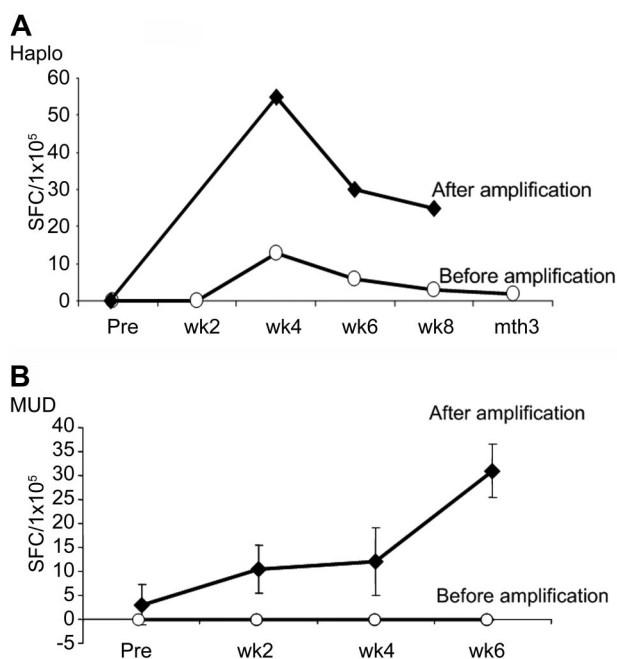 A
Haplo
60
50
40
30
20
10
0
SFC/1x10⁵
After amplification
Before amplification
Pre wk2 wk4 wk6 wk8 mth3
B
MUD
40
35
30
25
20
15
10
5
0
-5
SFC/1x10⁵
After amplification
Before amplification
Pre wk2 wk4 wk6